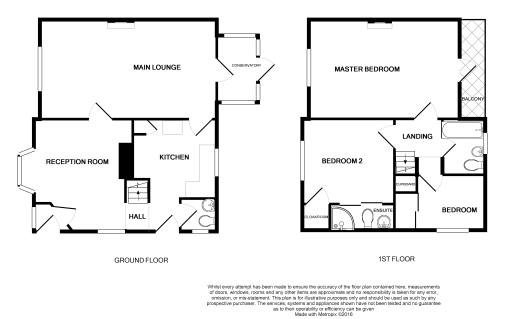 MAIN LOUNGE
CONSERVATORY
RECEPTION ROOM
KITCHEN
HALL
GROUND FLOOR
MASTER BEDROOM
BALCONY
LANDING
BEDROOM 2
CUPBOARD
CLOAKROOM
ENSUITE
BEDROOM
1ST FLOOR
Whilst every attempt has been made to ensure the accuracy of the floor plan contained here, measurements
of doors, windows, rooms and any other items are approximate and no responsibility is taken for any error,
omission, or mis-statement. This plan is for illustrative purposes only and should be used as such by any
prospective purchaser. The services, systems and appliances shown have not been tested and no guarantee
as to their operability or efficiency can be given
Made with Metropix ©2016